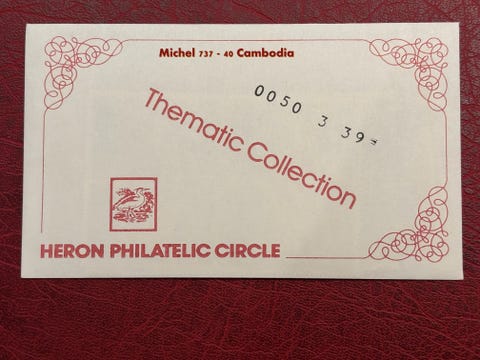 Michel 737 - 40 Cambodia
0050 3 39
Thematic Collection
HERON PHILATELIC CIRCLE